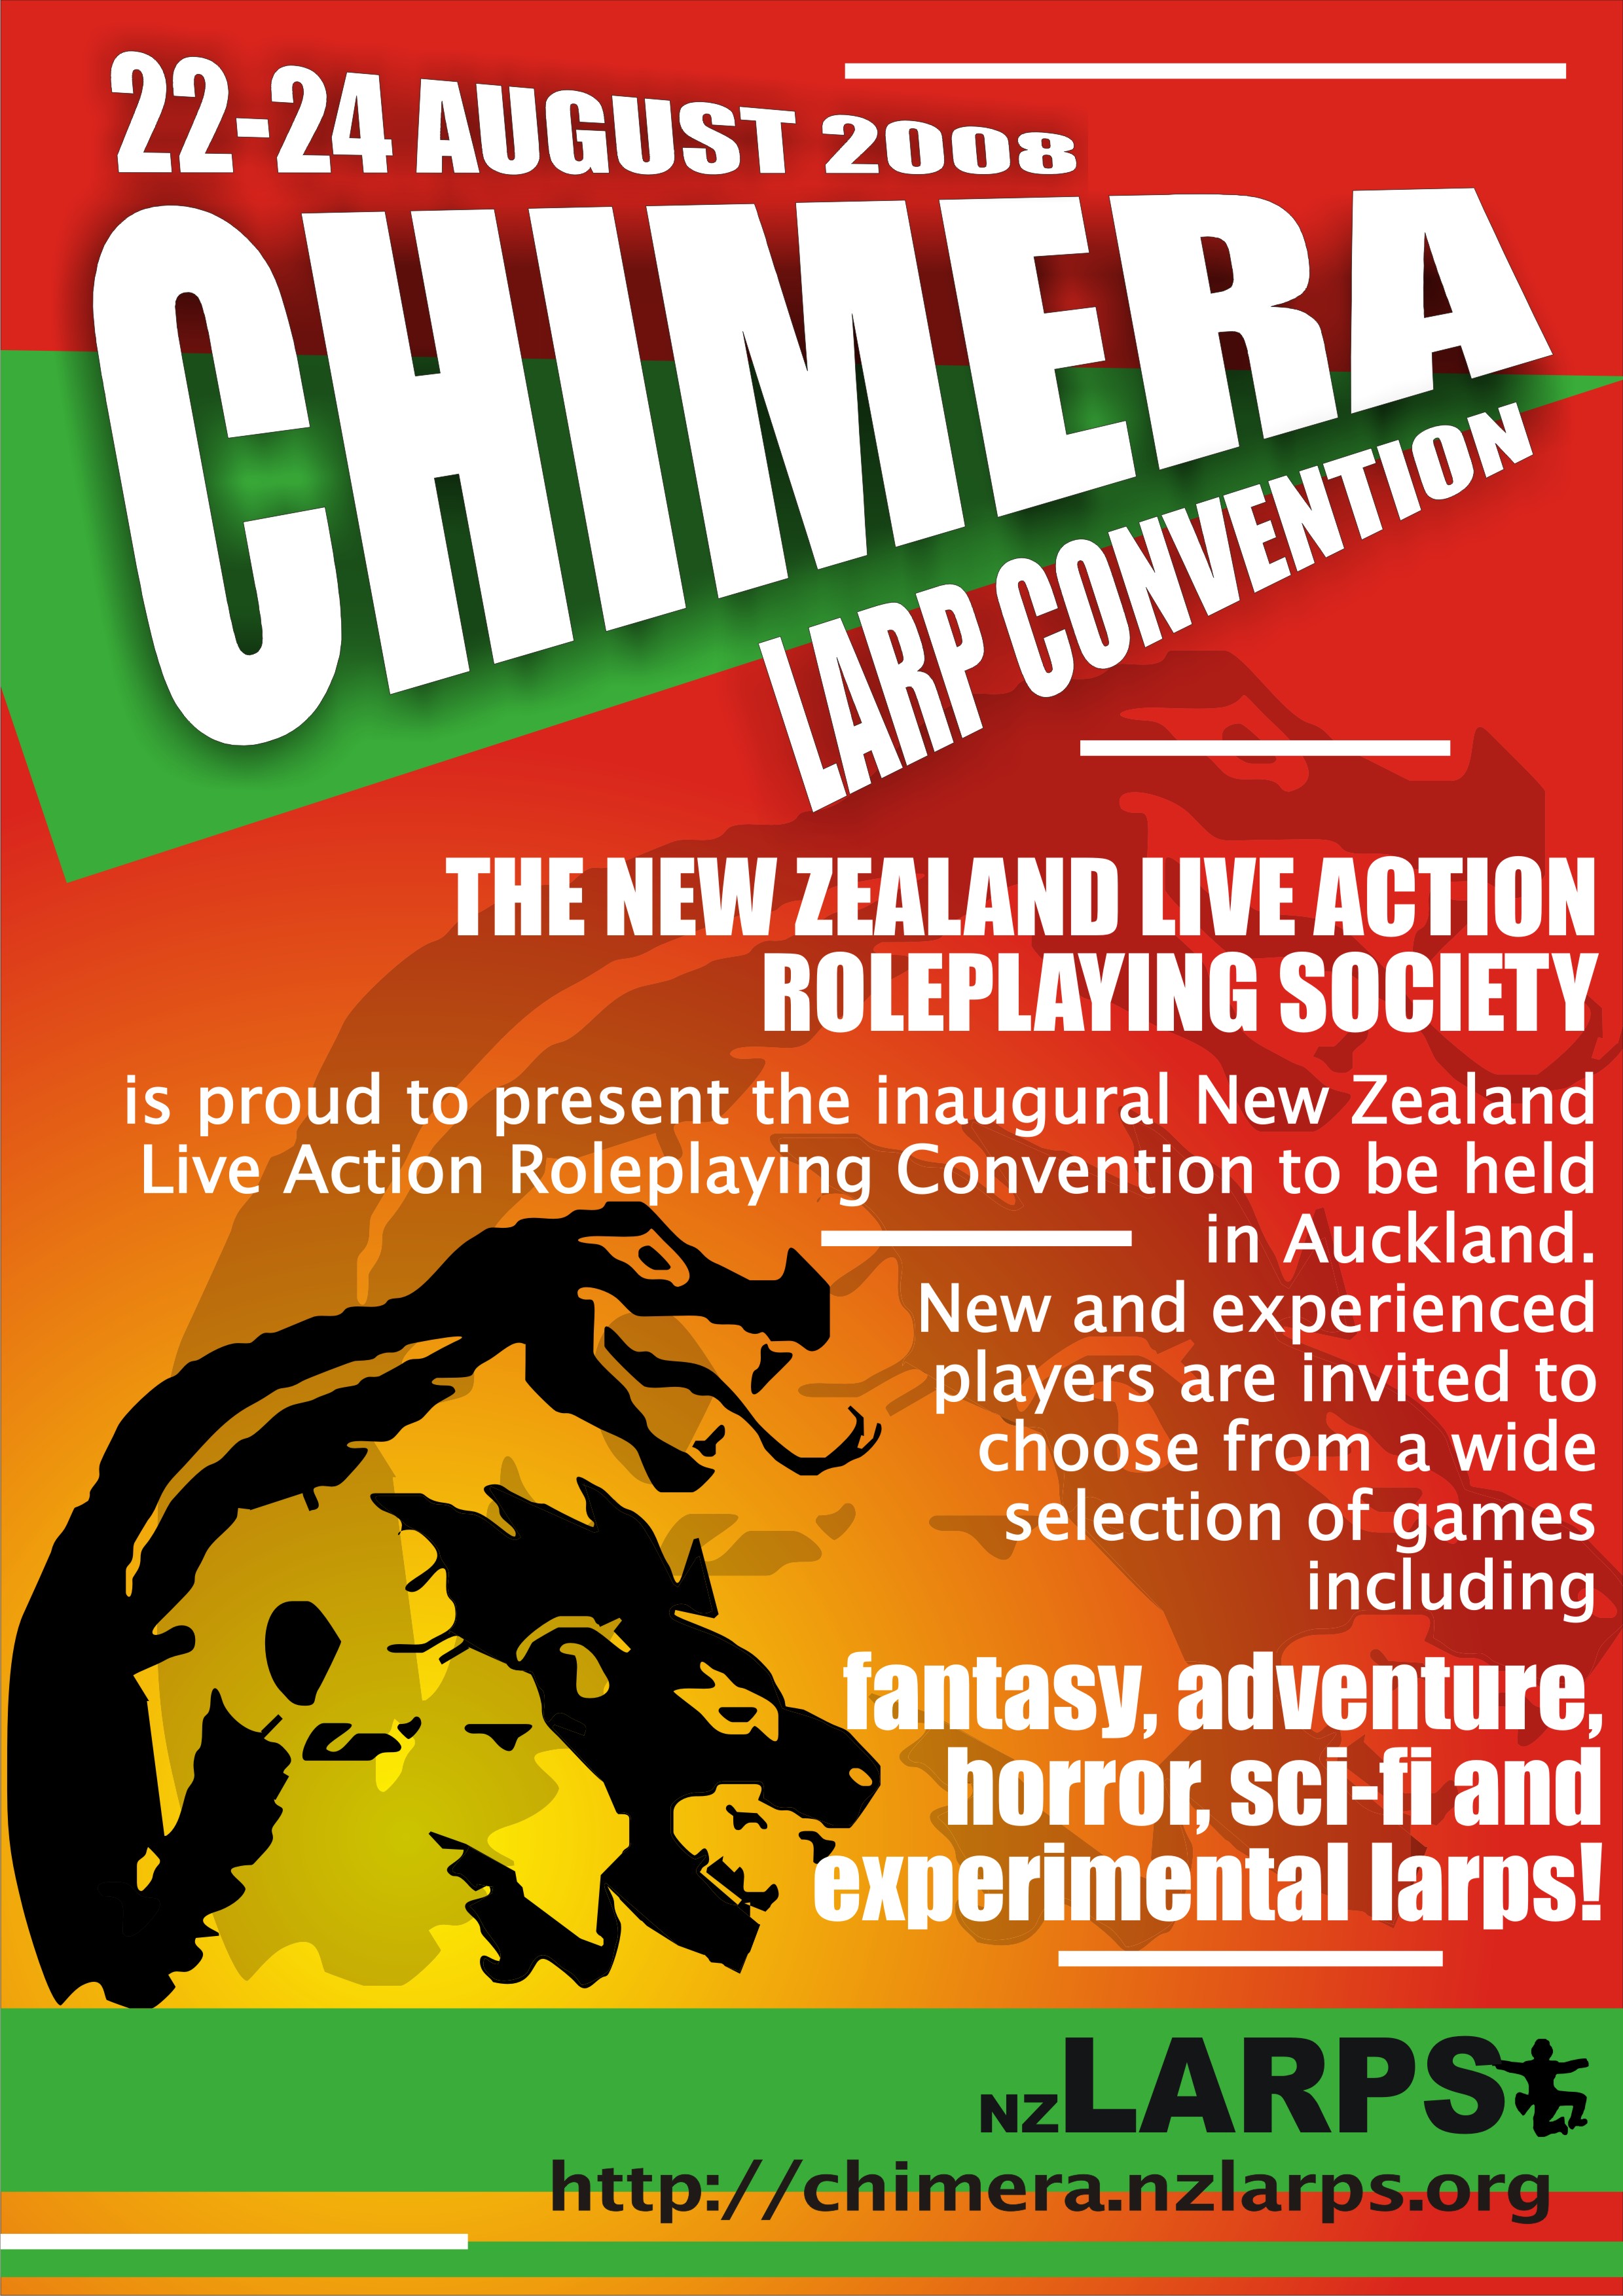 22-24 AUGUST 2008
CHIMERA
LARP CONVENTION
THE NEW ZEALAND LIVE ACTION
ROLEPLAYING SOCIETY
is proud to present the inaugural New Zealand
Live Action Roleplaying Convention to be held
in Auckland.
New and experienced
players are invited to
choose from a wide
selection of games
including
fantasy, adventure,
horror, sci-fi and
experimental larps!
NZLARPS
http://chimera.nzlarps.org